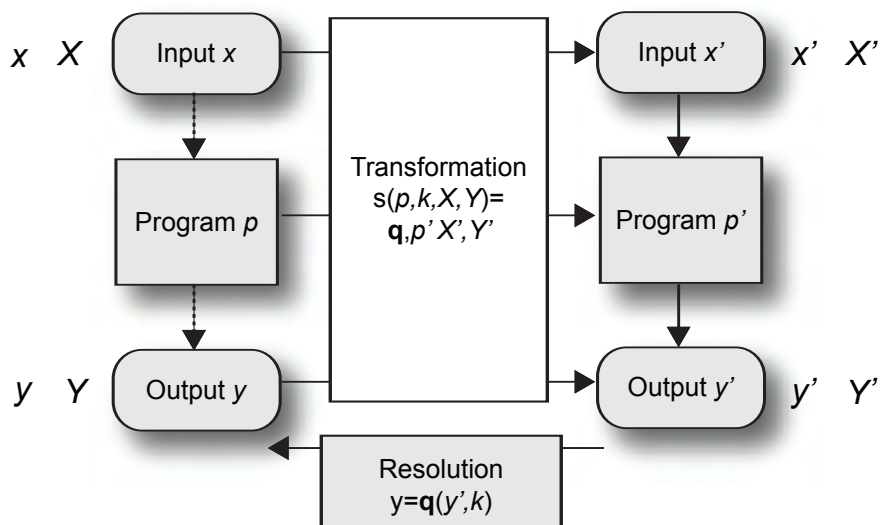 x X Input x Input x’ x’ X’
Transformation
s(p,k,X,Y)=
q,p’ X’,Y’
Program p Program p’
y Y Output y Output y’ y’ Y’
Resolution
y=q(y’,k)